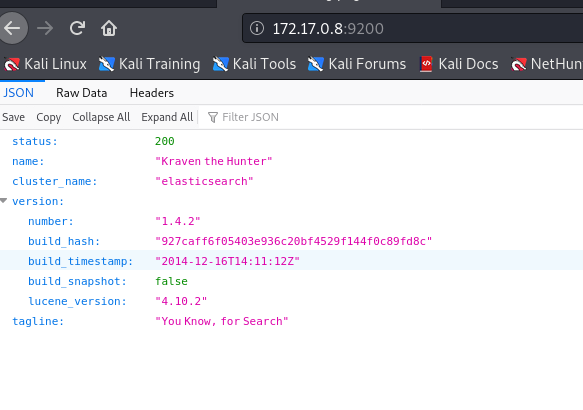 172.17.0.8:9200
Kali Linux Kali Training Kali Tools Kali Forums Kali Docs NetHun
JSON Raw Data Headers
Save Copy Collapse All Expand All Filter JSON
status: 200
name: "Kraven the Hunter"
cluster_name: "elasticsearch"
version:
number: "1.4.2"
build_hash: "927caff6f05403e936c20bf4529f144f0c89fd8c"
build_timestamp: "2014-12-16T14:11:12Z"
build_snapshot: false
lucene_version: "4.10.2"
tagline: "You Know, for Search"